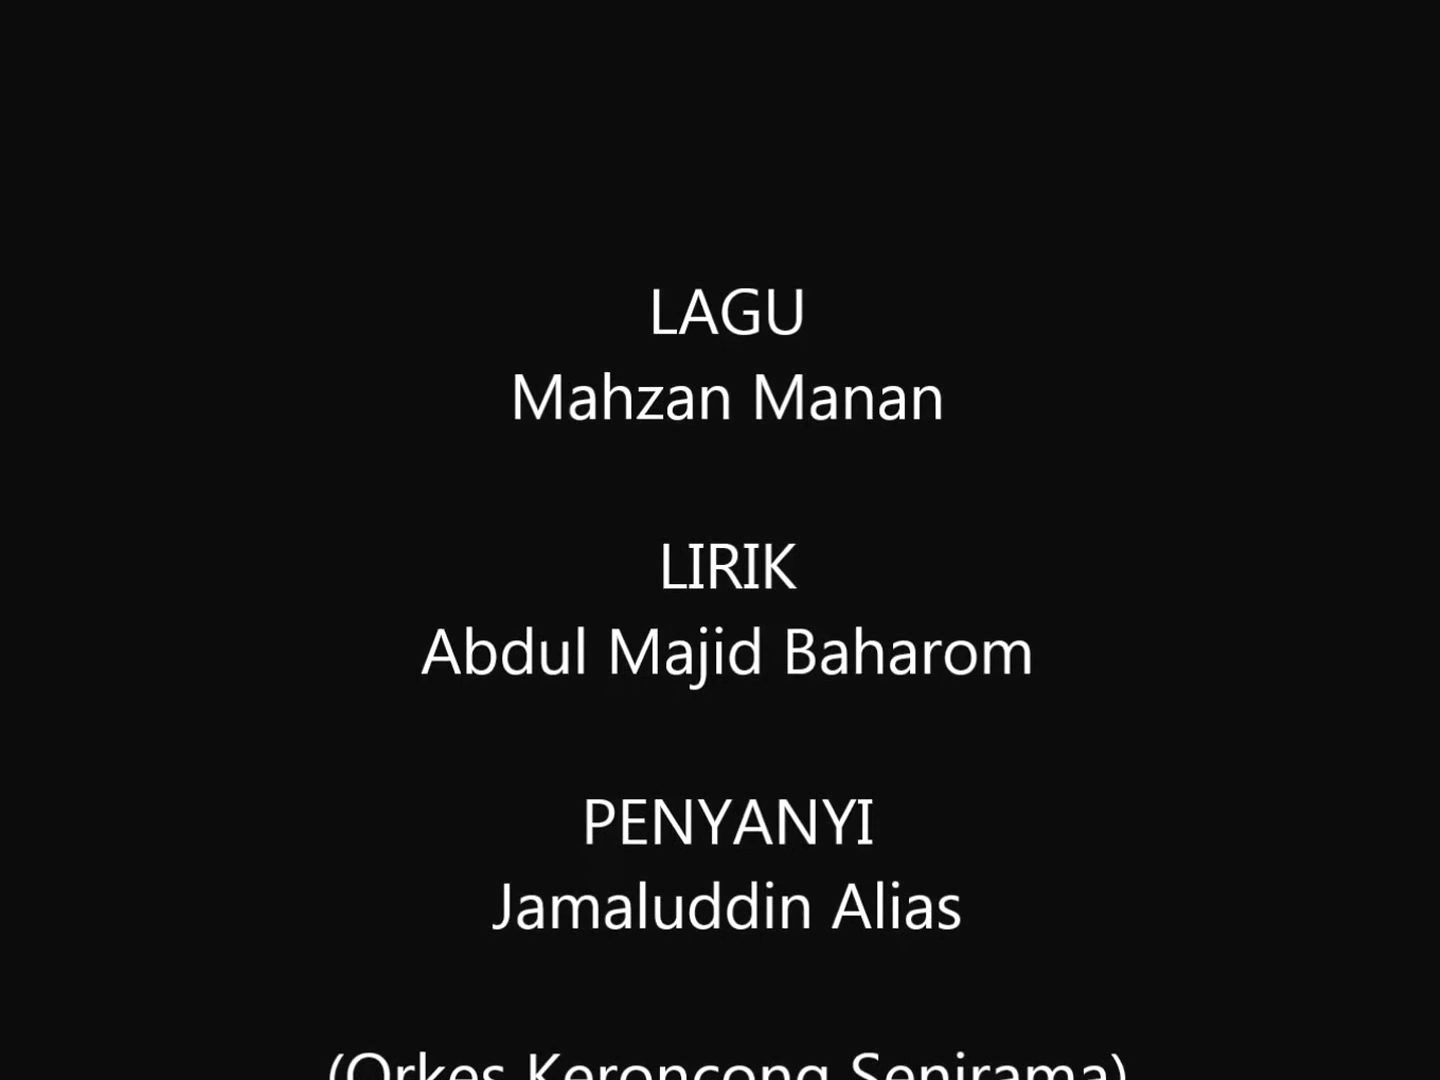 LAGU
Mahzan Manan
LIRIK
Abdul Majid Baharom
PENYANYI
Jamaluddin Alias
(Orkes Keroncong Senirama)